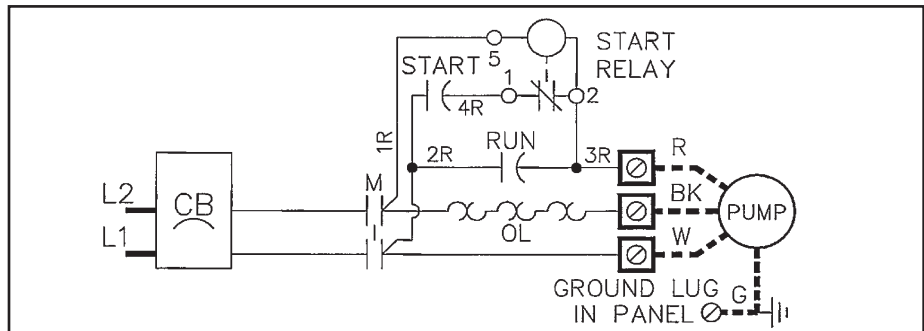 START
RELAY
5
START
1
4R
2
1R
2R
RUN
3R
R
M
L2
CB
BK
PUMP
OL
L1
W
GROUND LUG
IN PANEL
G